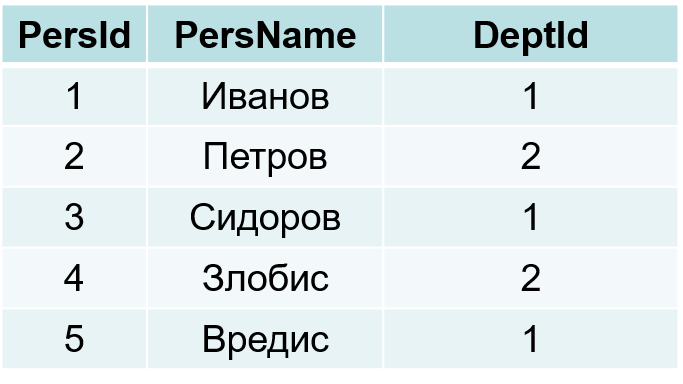 PersId PersName DeptId
1 Иванов 1
2 Петров 2
3 Сидоров 1
4 Злобис 2
5 Вредис 1